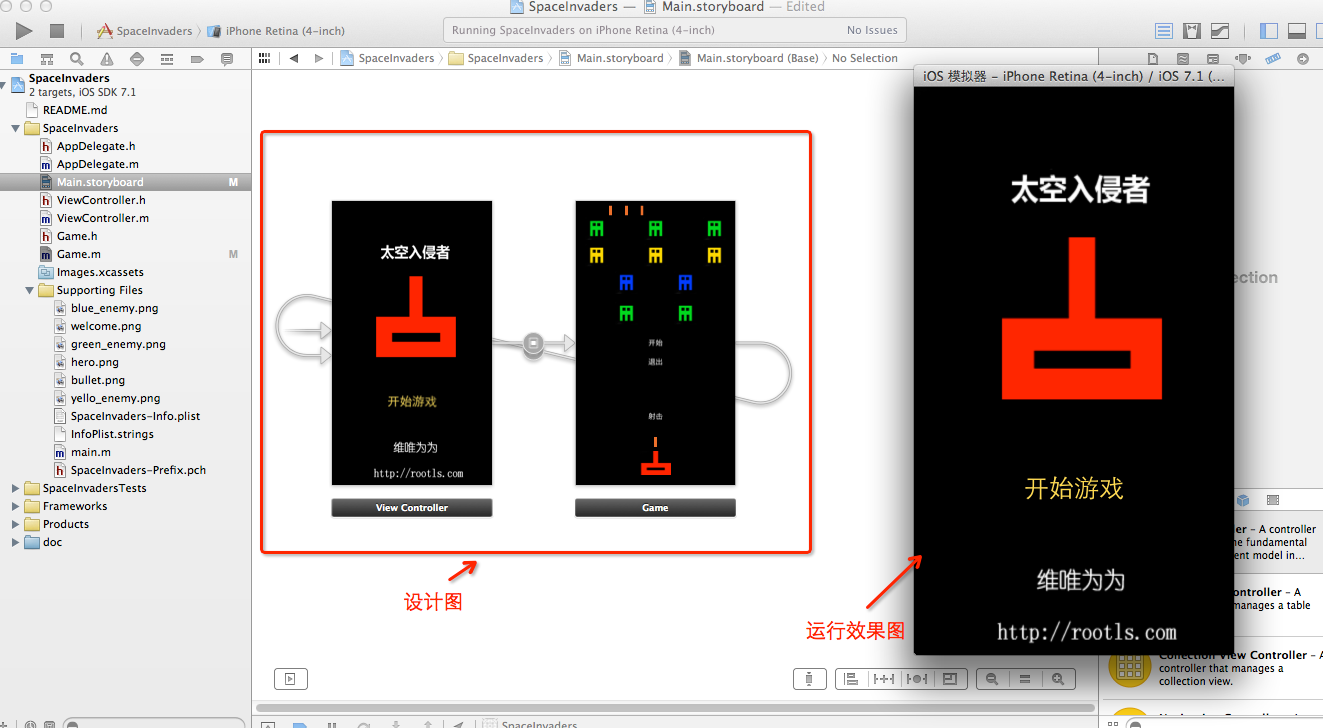 SpaceInvaders — Main.storyboard — Edited
SpaceInvaders iPhone Retina (4-inch)
Running SpaceInvaders on iPhone Retina (4-inch) No Issues
SpaceInvaders SpaceInvaders Main.storyboard Main.storyboard (Base) No Selection
SpaceInvaders
2 targets, iOS SDK 7.1
README.md
SpaceInvaders
AppDelegate.h
AppDelegate.m
Main.storyboard M
ViewController.h
ViewController.m
Game.h
Game.m M
Images.xcassets
Supporting Files
blue_enemy.png
welcome.png
green_enemy.png
hero.png
bullet.png
yello_enemy.png
SpaceInvaders-Info.plist
InfoPlist.strings
main.m
SpaceInvaders-Prefix.pch
SpaceInvadersTests
Frameworks
Products
doc
太空入侵者
开始游戏
维唯为为
http://rootls.com
View Controller
开始
退出
射击
Game
设计图
运行效果图
iOS 模拟器 – iPhone Retina (4-inch) / iOS 7.1 (...
太空入侵者
开始游戏
维唯为为
http://rootls.com
ection
ler – A controller
he fundamental
ent model in...
ontroller – A
manages a table
Collection View Controller – A
controller that manages a
collection view.
SpaceInvaders